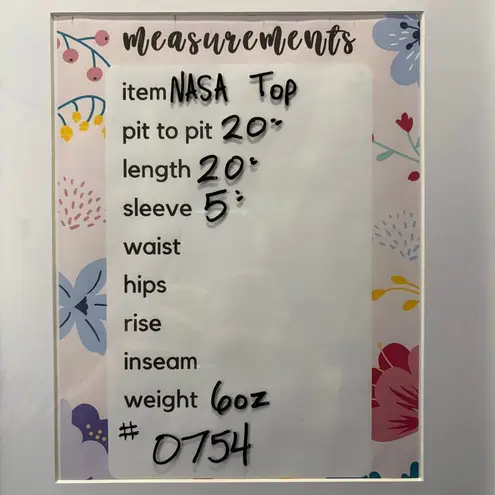 measurements
item NASA Top
pit to pit 20"
length 20"
sleeve 5"
waist
hips
rise
inseam
weight 6oz
# 0754